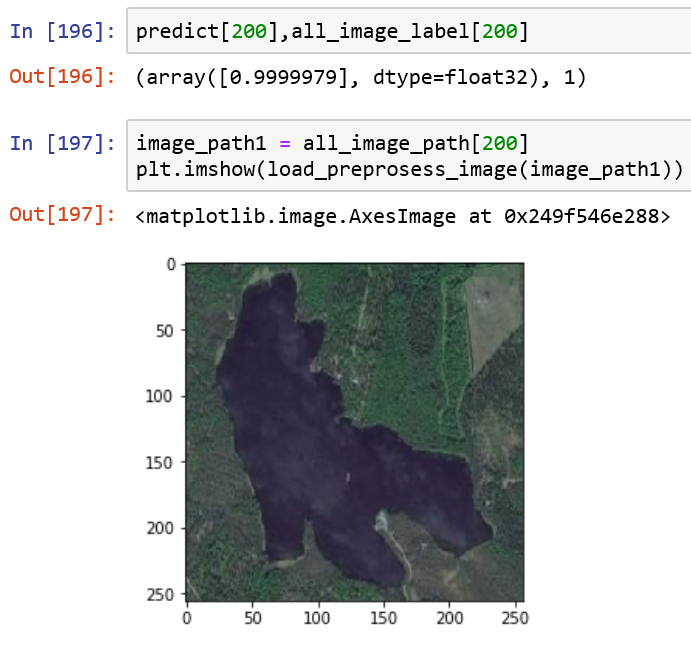 In [196]: predict[200],all_image_label[200]
Out[196]: (array([0.9999979], dtype=float32), 1)
In [197]: image_path1 = all_image_path[200]
plt.imshow(load_preprosess_image(image_path1))
Out[197]: <matplotlib.image.AxesImage at 0x249f546e288>
0
50
100
150
200
250
0 50 100 150 200 250